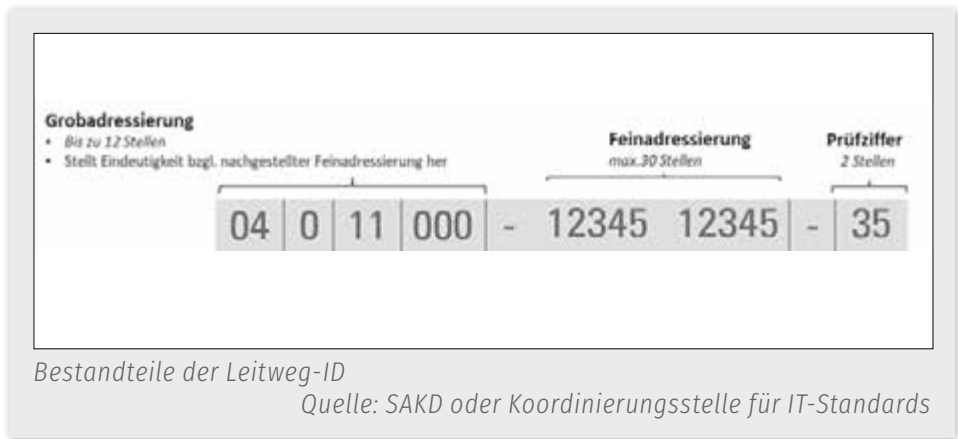 Grobadressierung
• Bis zu 12 Stellen
• Stellt Eindeutigkeit bzgl. nachgestellter Feinadressierung her
Feinadressierung
max. 30 Stellen
Prüfziffer
2 Stellen
04 0 11 000 - 12345 12345 - 35
Bestandteile der Leitweg-ID
Quelle: SAKD oder Koordinierungsstelle für IT-Standards